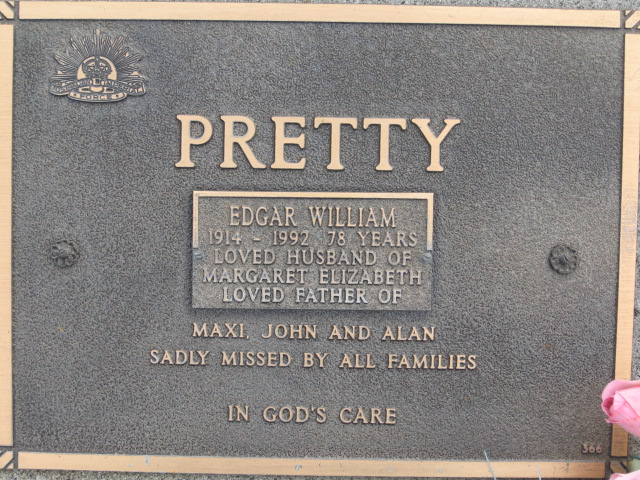 PRETTY
EDGAR WILLIAM
1914 - 1992 78 YEARS
LOVED HUSBAND OF
MARGARET ELIZABETH
LOVED FATHER OF
MAXI, JOHN AND ALAN
SADLY MISSED BY ALL FAMILIES
IN GOD'S CARE
366